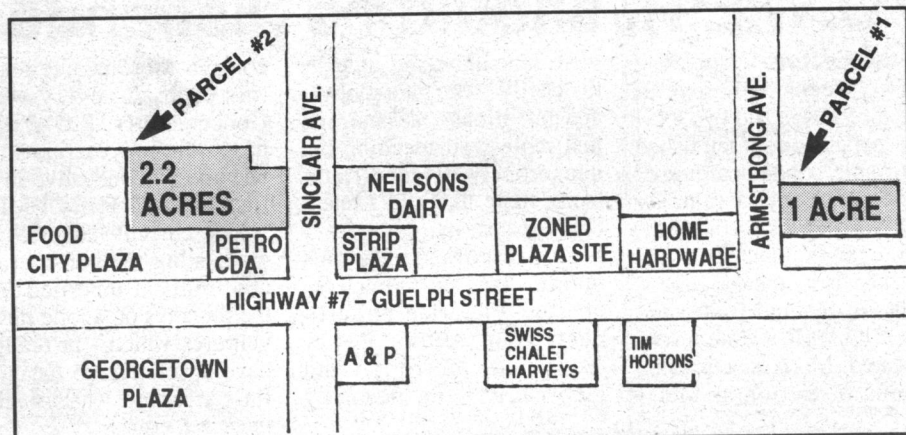 PARCEL #2
SINCLAIR AVE.
ARMSTRONG AVE.
PARCEL #1
2.2
ACRES
NEILSONS
DAIRY
1 ACRE
FOOD
CITY PLAZA
PETRO
CDA.
STRIP
PLAZA
ZONED
PLAZA SITE
HOME
HARDWARE
HIGHWAY #7 – GUELPH STREET
GEORGETOWN
PLAZA
A & P
SWISS
CHALET
HARVEYS
TIM
HORTONS